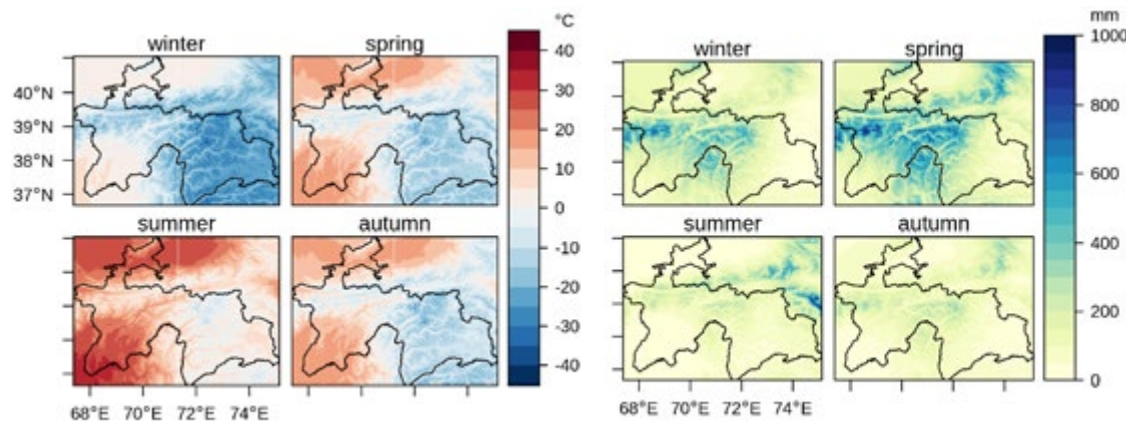 °C
winter spring
40
30
20
10
0
-10
-20
-30
-40
40°N
39°N
38°N
37°N
summer autumn
68°E 70°E 72°E 74°E
mm
winter spring
1000
800
600
400
200
0
summer autumn
68°E 70°E 72°E 74°E